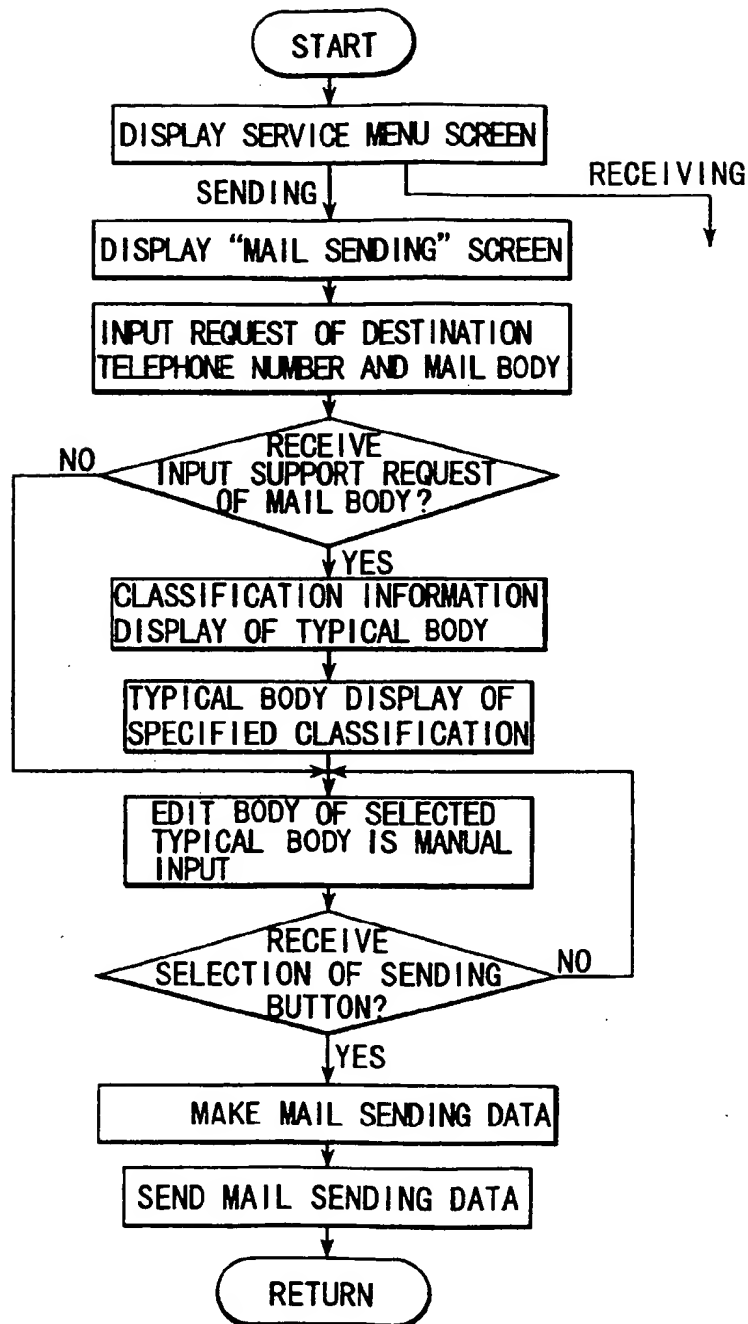 START
DISPLAY SERVICE MENU SCREEN
RECEIVING
SENDING
DISPLAY “MAIL SENDING” SCREEN
INPUT REQUEST OF DESTINATION
TELEPHONE NUMBER AND MAIL BODY
NO
RECEIVE
INPUT SUPPORT REQUEST
OF MAIL BODY?
YES
CLASSIFICATION INFORMATION
DISPLAY OF TYPICAL BODY
TYPICAL BODY DISPLAY OF
SPECIFIED CLASSIFICATION
EDIT BODY OF SELECTED
TYPICAL BODY IS MANUAL
INPUT
RECEIVE
SELECTION OF SENDING
BUTTON?
NO
YES
MAKE MAIL SENDING DATA
SEND MAIL SENDING DATA
RETURN